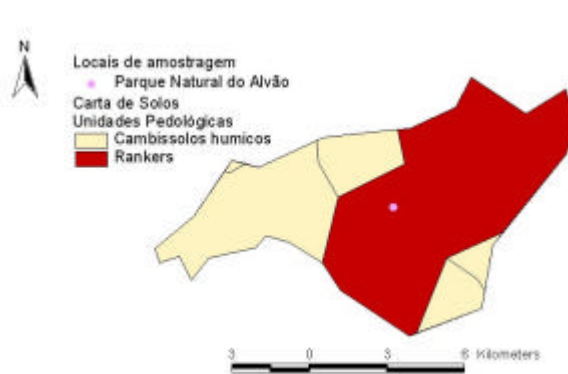 N
Locais de amostragem
Parque Natural do Alvão
Carta de Solos
Unidades Pedológicas
Cambissolos humicos
Rankers
3 0 3 6 Kilometers